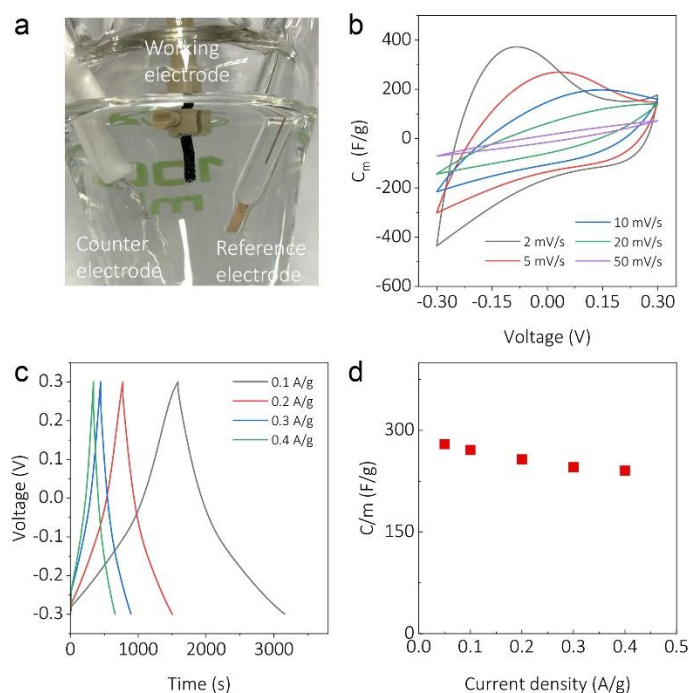 a
Working
electrode
Counter
electrode
Reference
electrode
b
Cm (F/g)
400
200
0
-200
-400
-600
10 mV/s
2 mV/s
20 mV/s
5 mV/s
50 mV/s
-0.30
-0.15
0.00
0.15
0.30
Voltage (V)
c
Voltage (V)
0.3
0.2
0.0
-0.1
-0.2
-0.3
0.1 A/g
0.2 A/g
0.3 A/g
0.4 A/g
0
1000
2000
3000
Time (s)
d
C/m (F/g)
300
150
0
0.0
0.1
0.2
0.3
0.4
0.5
Current density (A/g)